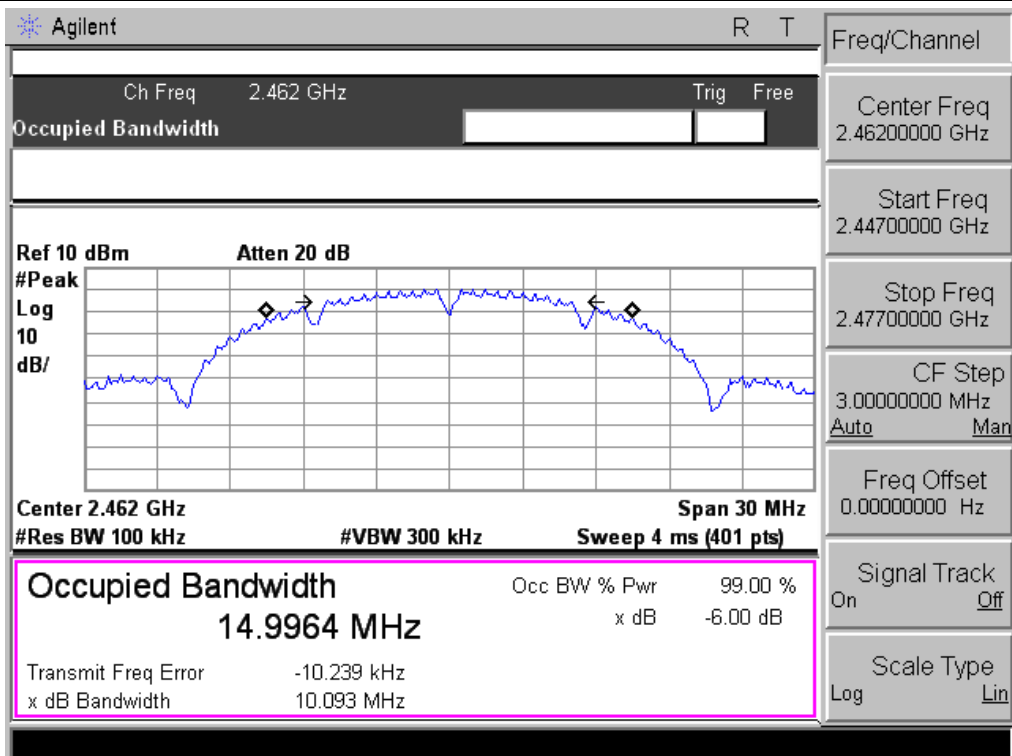 Agilent R T
Freq/Channel
Ch Freq 2.462 GHz Trig Free
Occupied Bandwidth
Center Freq
2.46200000 GHz
Start Freq
2.44700000 GHz
Stop Freq
2.47700000 GHz
CF Step
3.00000000 MHz
Auto Man
Freq Offset
0.00000000 Hz
Signal Track
On Off
Scale Type
Log Lin
Ref 10 dBm Atten 20 dB
#Peak
Log
10
dB/
Center 2.462 GHz Span 30 MHz
#Res BW 100 kHz #VBW 300 kHz Sweep 4 ms (401 pts)
Occupied Bandwidth Occ BW % Pwr 99.00 %
14.9964 MHz x dB -6.00 dB
Transmit Freq Error -10.239 kHz
x dB Bandwidth 10.093 MHz